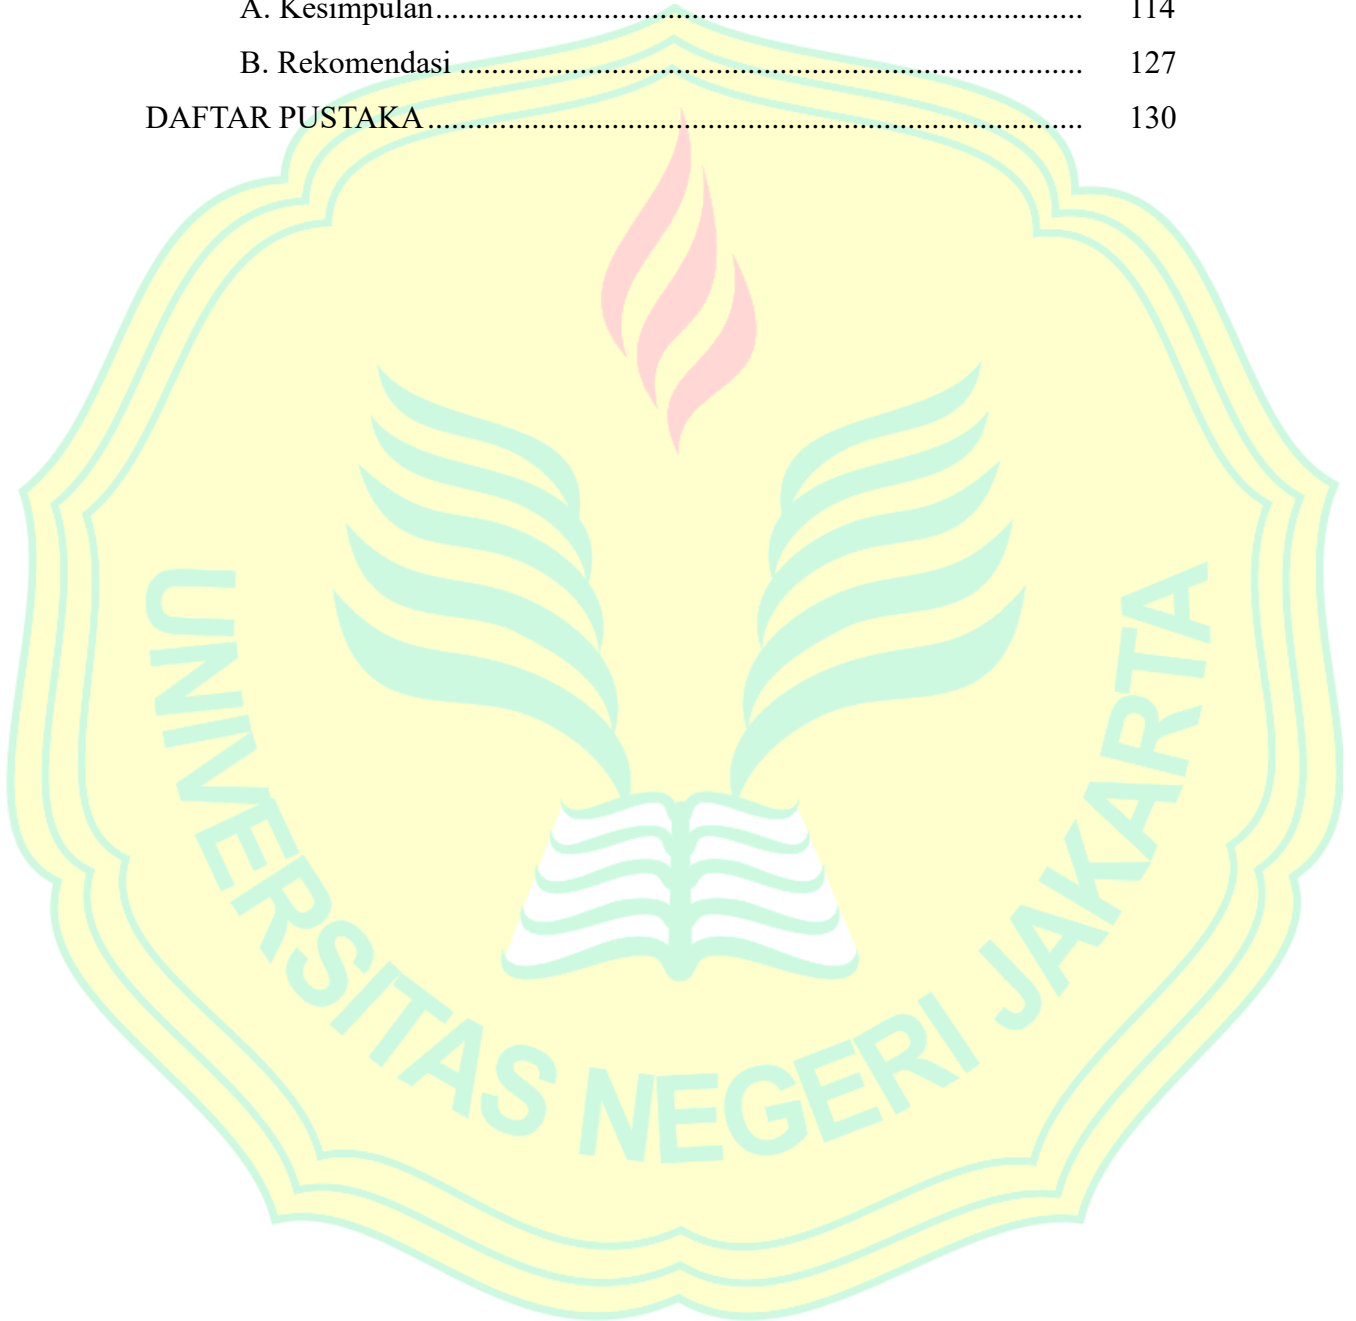 A. Kesimpulan................................................................................ 114
B. Rekomendasi ............................................................................. 127
DAFTAR PUSTAKA................................................................................. 130
UNIVERSITAS NEGERI JAKARTA